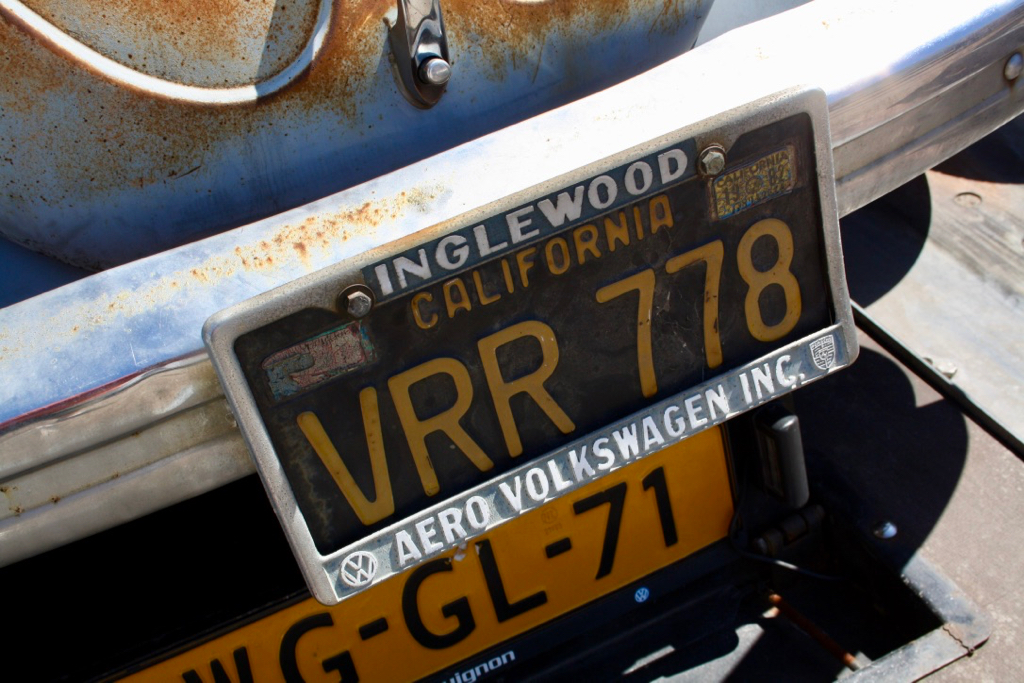 INGLEWOOD
CALIFORNIA
VRR 778
AERO VOLKSWAGEN INC.
WG-GL-71